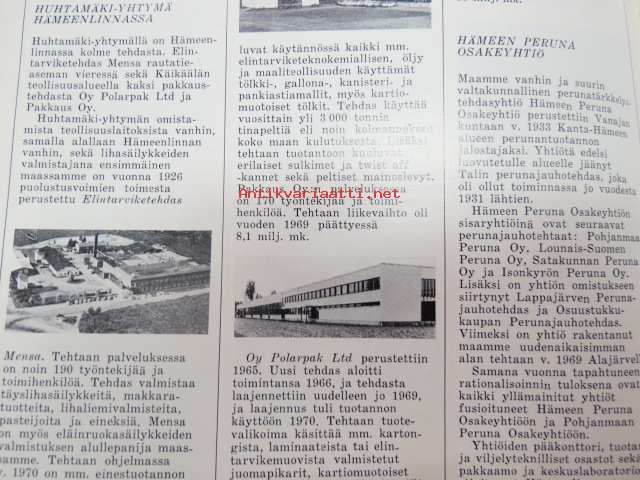 HUHTAMÄKI-YHTYMÄ
HÄMEENLINNASSA
Huhtamäki-yhtymällä on Hämeen-
linnassa kolme tehdasta. Elin-
tarviketehdas Mensa rautatie-
aseman vieressä sekä Käikäälän
teollisuusalueella kaksi pakkaus-
tehdasta Oy Polarpak Ltd ja
Pakkaus Oy.
Huhtamäki-yhtymän omista-
mista teollisuuslaitoksista vanhin,
samalla alallaan Hämeenlinnan
vanhin, sekä lihasäilykkeiden
valmistajana ensimmäinen
maassamme on vuonna 1926
puolustusvoimien toimesta
perustettu Elintarviketehdas
Mensa. Tehtaan palveluksessa
on noin 190 työntekijää ja
toimihenkilöä. Tehdas valmistaa
täyslihasäilykkeitä, makkara-
tuotteita, lihaliemivalmisteita,
pasteijoita ja eineksiä. Mensa
on myös eläinruokasäilykkeiden
valmistuksen alullepanija maas-
samme. Tehtaan ohjelmassa
v. 1970 on mm. einestuotannon
luvat käytännössä kaikki mm.
elintarviketeknokemiallisen, öljy
ja maaliteollisuuden käyttämät
tölkki-, gallona-, kanisteri- ja
pankiastiamallit, myös kartio-
muotoiset tölkit. Tehdas käyttää
vuosittain yli 3 000 tonnin
tinapeltiä eli noin kolmanneksen
koko maan kulutuksesta. Lisäksi
tehtaan tuotantoon kuuluvat
erilaiset sulkimet ja twist off
-kannet sekä peltiset mainoslevyt.
Pakkaus Oy:n palveluksessa
on 170 työntekijää ja toimi-
henkilöä. Tehtaan liikevaihto oli
vuoden 1969 päättyessä
8,1 milj. mk.
Oy Polarpak Ltd perustettiin
1965. Uusi tehdas aloitti
toimintansa 1966, ja tehdasta
laajennettiin uudelleen jo 1969,
ja laajennus tuli tuotannon
käyttöön 1970. Tehtaan tuote-
valikoima käsittää mm. karton-
gista, laminaateista tai elin-
tarvikemuovista valmistetut
juomapikarit, kartiomuotoiset
milj. mk.
HÄMEEN PERUNA
OSAKEYHTIÖ
Maamme vanhin ja suurin
valtakunnallinen perunatärkkelys-
tehdasyhtiö Hämeen Peruna
Osakeyhtiö perustettiin Vanajan
kuntaan v. 1933 Kanta-Hämeen
alueen perunantuotannon
jalostajaksi. Yhtiötä edelsi
luovutetulle alueelle jäänyt
Talin perunajauhotehdas, joka
oli ollut toiminnassa jo vuodesta
1931 lähtien.
Hämeen Peruna Osakeyhtiön
sisaryhtiöinä ovat seuraavat
perunajauhotehtaat: Pohjanmaan
Peruna Oy, Lounais-Suomen
Peruna Oy, Satakunnan Peruna
Oy ja Isonkyrön Peruna Oy.
Lisäksi on yhtiön omistukseen
siirtynyt Lappajärven Peruna-
jauhotehdas ja Osuustukku-
kaupan Perunajauhotehdas.
Viimeksi on yhtiö rakentanut
maamme uudenaikaisimman
alan tehtaan v. 1969 Alajärvelle
Samana vuonna tapahtuneen
rationalisoinnin tuloksena ovat
kaikki yllämainitut yhtiöt
fusioituneet Hämeen Peruna
Osakeyhtiöön ja Pohjanmaan
Peruna Osakeyhtiöön.
Yhtiöiden pääkonttori, tuotan-
ja viljelyteknilliset osastot sekä
pakkaamo ja keskuslaboratorio
Antikvariaatti.net